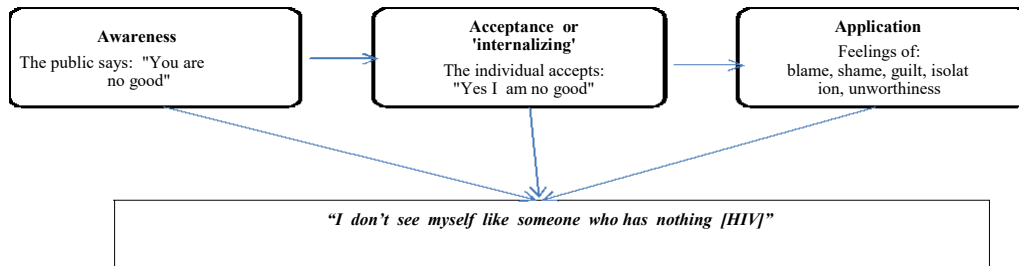 Awareness
The public says: "You are
no good"
Acceptance or
'internalizing'
The individual accepts:
"Yes I am no good"
Application
Feelings of:
blame, shame, guilt, isolat
ion, unworthiness
“I don’t see myself like someone who has nothing [HIV]”